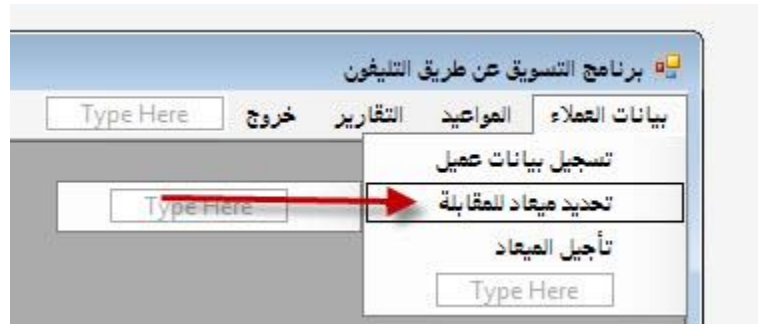 برنامج التسويق عن طريق التليفون
بيانات العملاء المواعيد التقارير خروج Type Here
تسجيل بيانات عميل
تحديد ميعاد للمقابلة Type Here
تأجيل الميعاد
Type Here